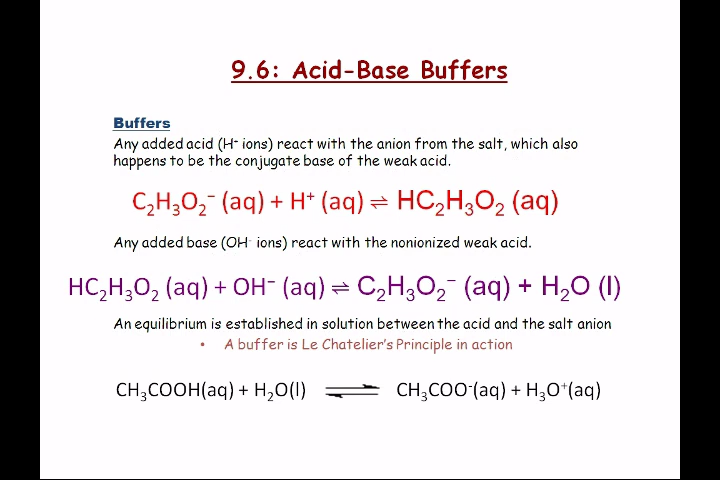 9.6: Acid-Base Buffers
Buffers
Any added acid (H⁺ ions) react with the anion from the salt, which also
happens to be the conjugate base of the weak acid.
C₂H₃O₂⁻ (aq) + H⁺ (aq) ⇌ HC₂H₃O₂ (aq)
Any added base (OH⁻ ions) react with the nonionized weak acid.
HC₂H₃O₂ (aq) + OH⁻ (aq) ⇌ C₂H₃O₂⁻ (aq) + H₂O (l)
An equilibrium is established in solution between the acid and the salt anion
• A buffer is Le Chatelier's Principle in action
CH₃COOH(aq) + H₂O(l) ⇌ CH₃COO⁻(aq) + H₃O⁺(aq)